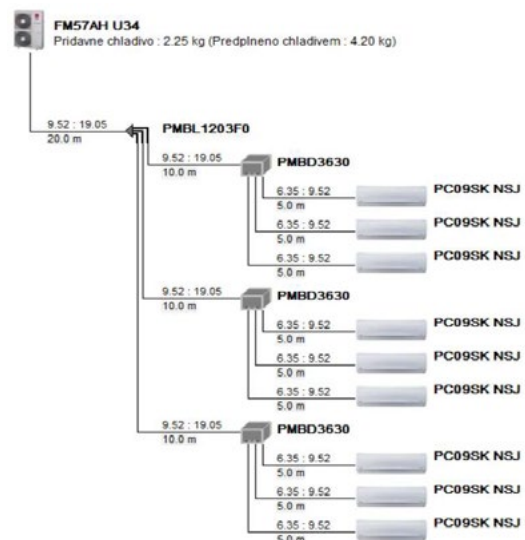 FM57AH U34
Pridavne chladivo : 2.25 kg (Predplneno chladivem : 4.20 kg)
9.52 : 19.05
20.0 m
PMBL1203F0
9.52 : 19.05
10.0 m
PMBD3630
6.35 : 9.52
5.0 m
PC09SK NSJ
6.35 : 9.52
5.0 m
PC09SK NSJ
6.35 : 9.52
5.0 m
PC09SK NSJ
9.52 : 19.05
10.0 m
PMBD3630
6.35 : 9.52
5.0 m
PC09SK NSJ
6.35 : 9.52
5.0 m
PC09SK NSJ
6.35 : 9.52
5.0 m
PC09SK NSJ
9.52 : 19.05
10.0 m
PMBD3630
6.35 : 9.52
5.0 m
PC09SK NSJ
6.35 : 9.52
5.0 m
PC09SK NSJ
6.35 : 9.52
5.0 m
PC09SK NSJ